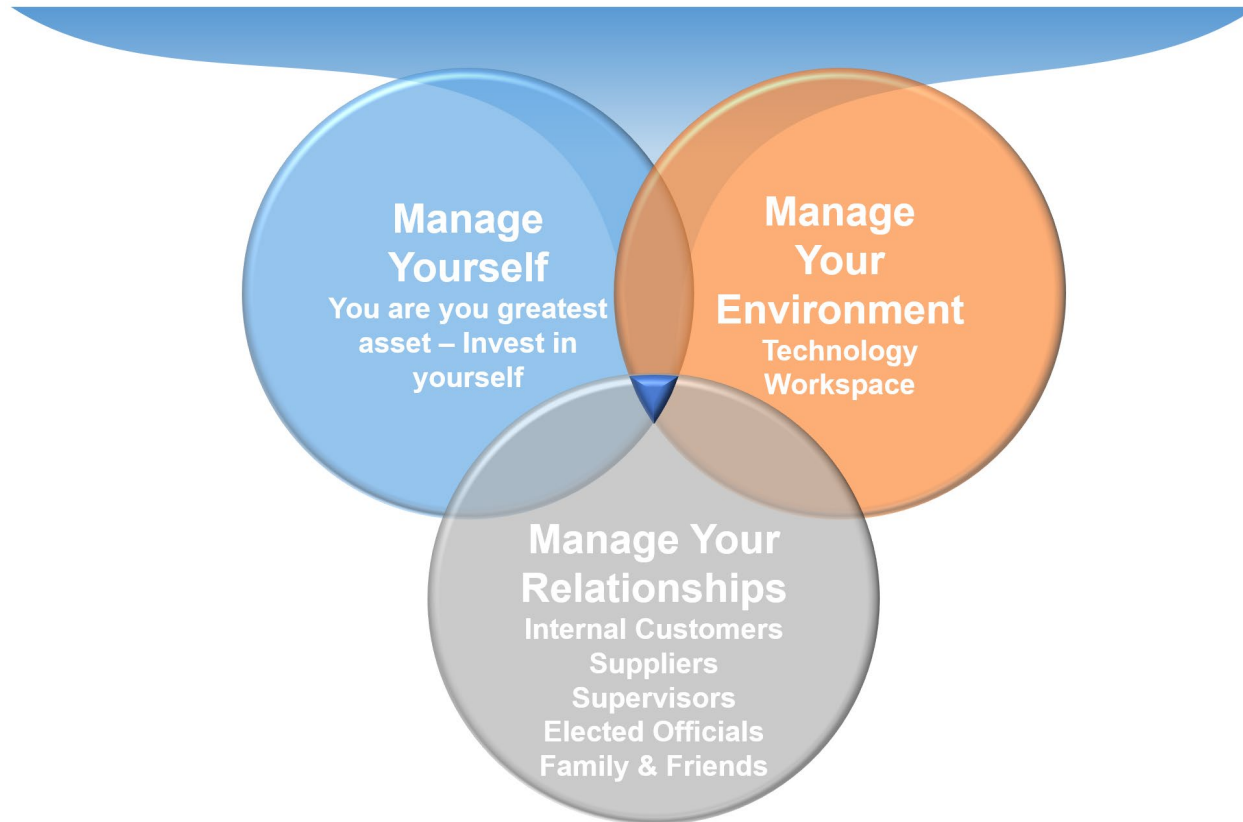 Manage
Yourself
You are you greatest
asset – Invest in
yourself
Manage
Your
Environment
Technology
Workspace
Manage Your
Relationships
Internal Customers
Suppliers
Supervisors
Elected Officials
Family & Friends